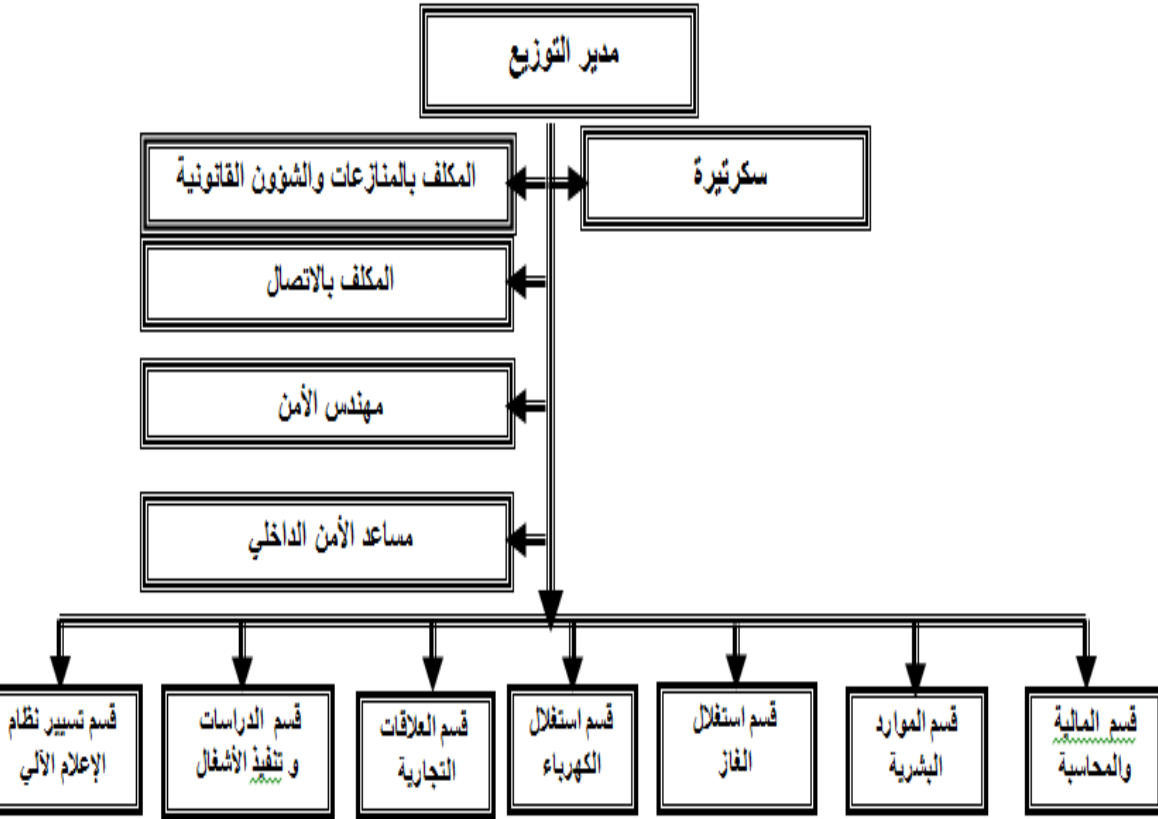 مدير التوزيع
سكرتيرة
المكلف بالمنازعات والشؤون القانونية
المكلف بالاتصال
مهندس الأمن
مساعد الأمن الداخلي
قسم المالية
والمحاسبة
قسم الموارد
البشرية
قسم استغلال
الغاز
قسم استغلال
الكهرباء
قسم العلاقات
التجارية
قسم الدراسات
و تنفيذ الأشغال
قسم تسيير نظام
الإعلام الآلي